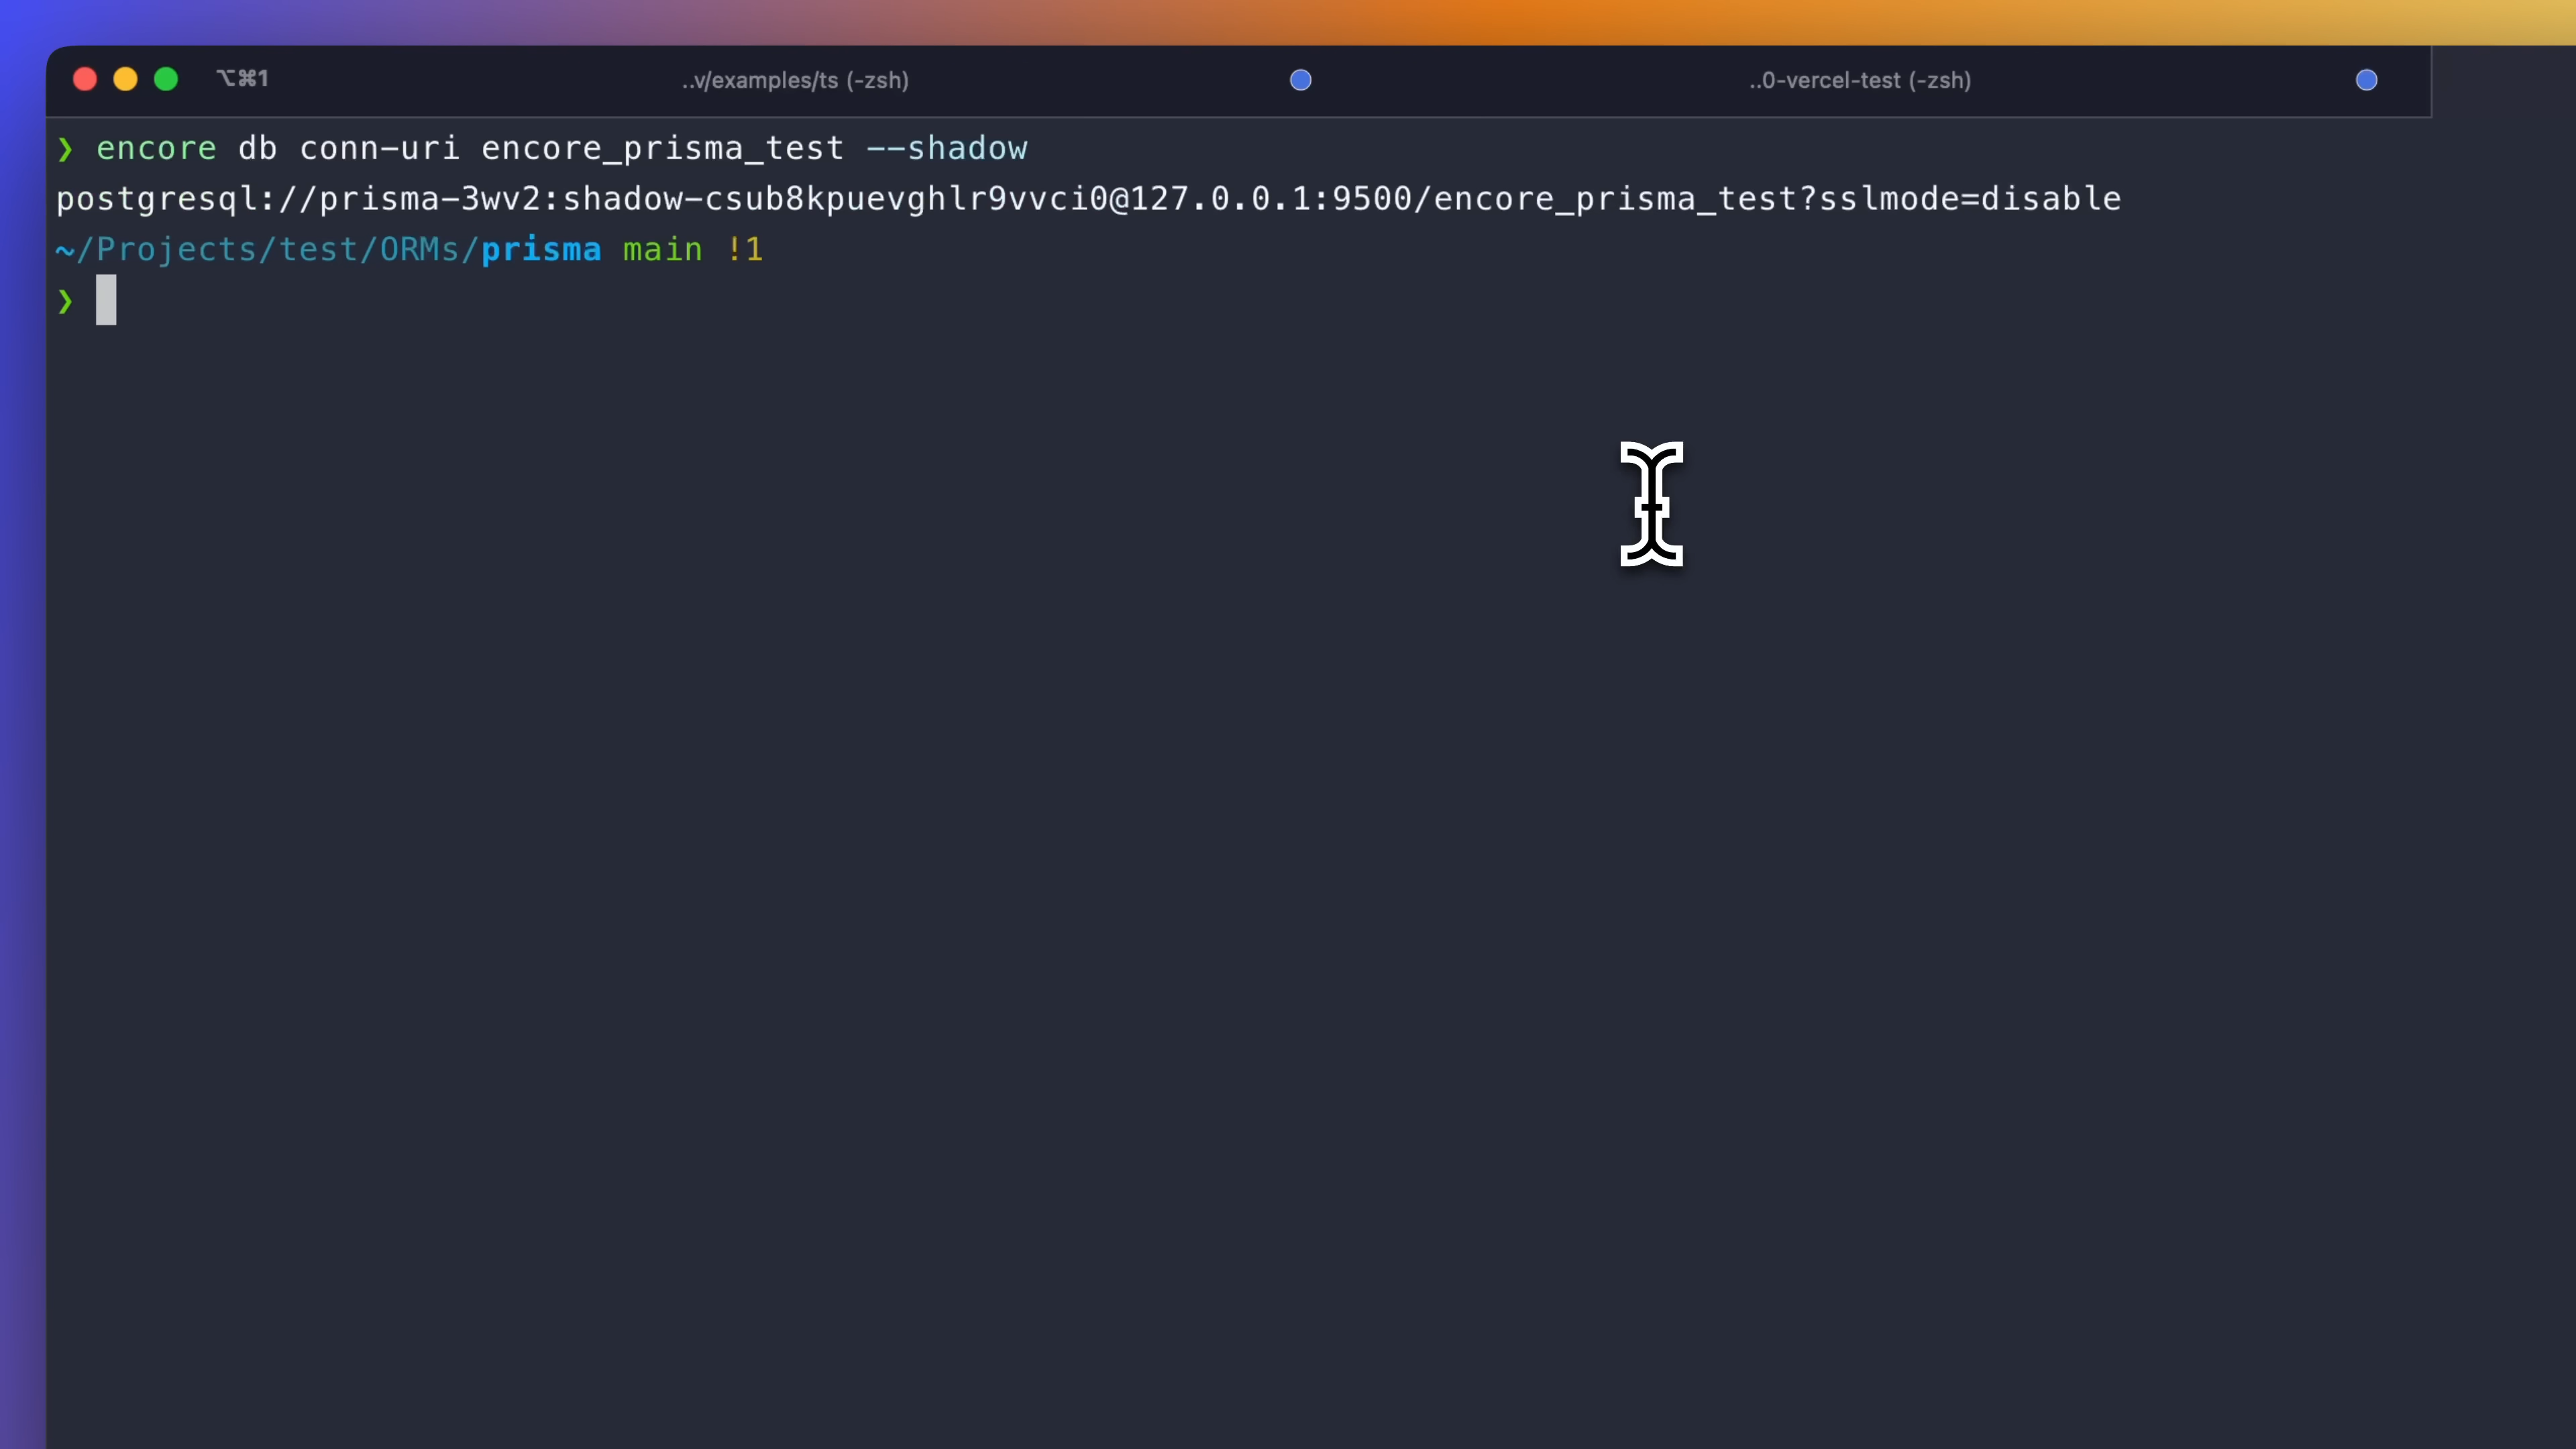 ⌥⌘1
..v/examples/ts (-zsh)
..0-vercel-test (-zsh)
❯ encore db conn-uri encore_prisma_test --shadow
postgresql://prisma-3wv2:shadow-csub8kpuevghlr9vvci0@127.0.0.1:9500/encore_prisma_test?sslmode=disable
~/Projects/test/ORMs/prisma main !1
❯